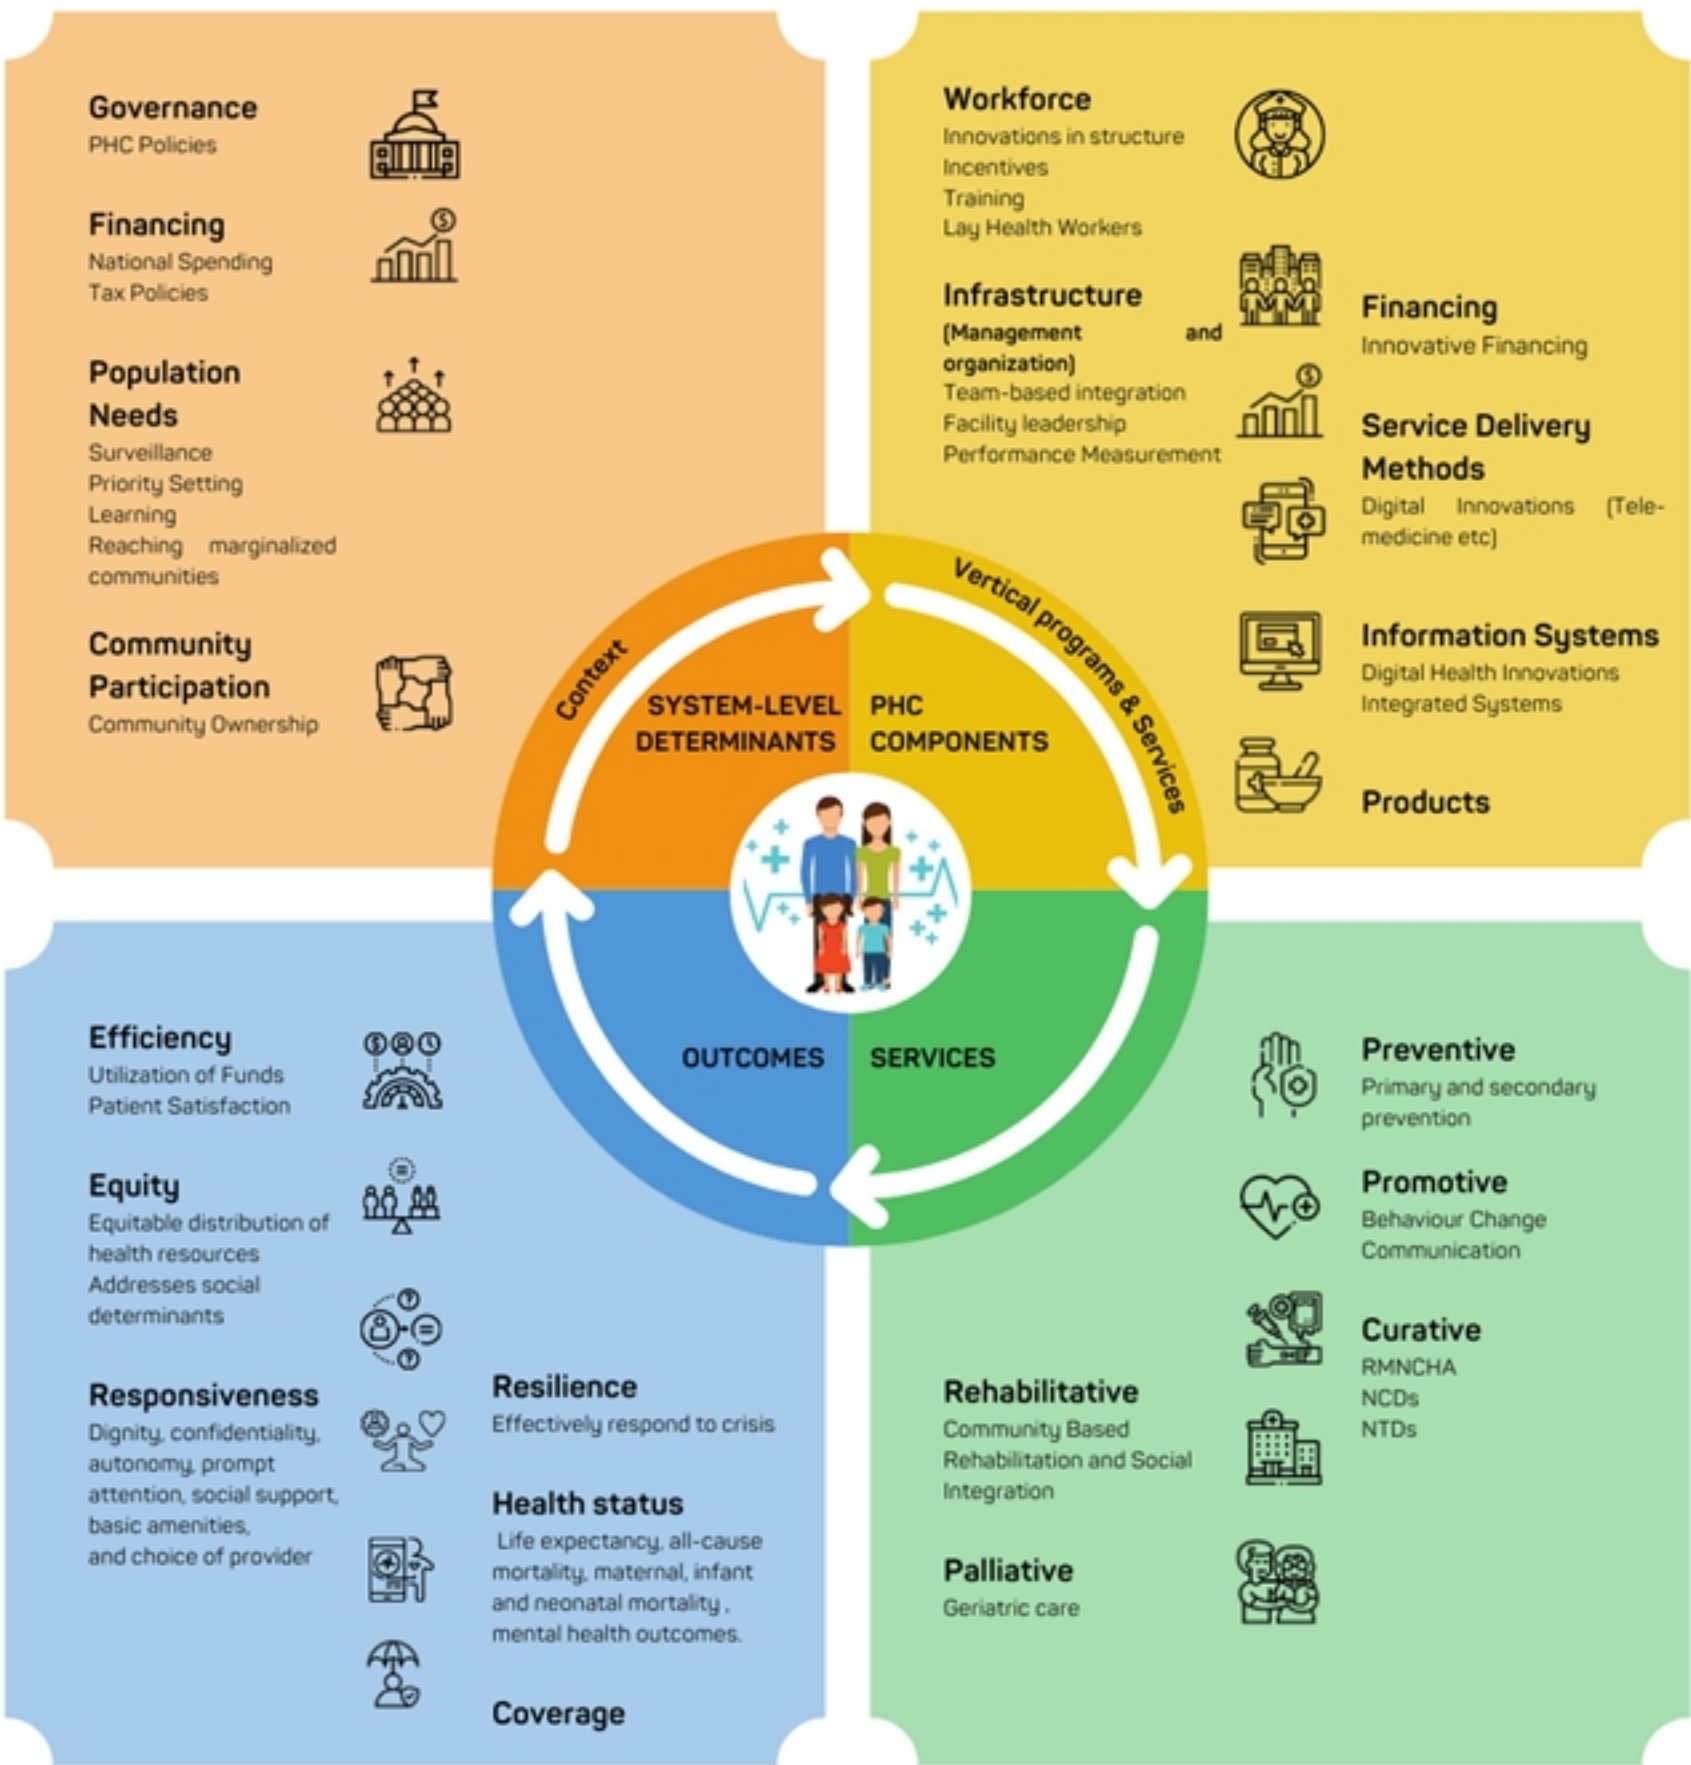 Governance
PHC Policies
Financing
National Spending
Tax Policies
Population
Needs
Surveillance
Priority Setting
Learning
Reaching marginalized
communities
Community
Participation
Community Ownership
Workforce
Innovations in structure
Incentives
Training
Lay Health Workers
Infrastructure
(Management and
organization)
Team-based integration
Facility leadership
Performance Measurement
Financing
Innovative Financing
Service Delivery
Methods
Digital Innovations (Tele-
medicine etc)
Information Systems
Digital Health Innovations
Integrated Systems
Products
Context
SYSTEM-LEVEL
DETERMINANTS
Vertical programs & Services
PHC
COMPONENTS
OUTCOMES
SERVICES
Efficiency
Utilization of Funds
Patient Satisfaction
Equity
Equitable distribution of
health resources
Addresses social
determinants
Responsiveness
Dignity, confidentiality,
autonomy, prompt
attention, social support,
basic amenities,
and choice of provider
Resilience
Effectively respond to crisis
Health status
Life expectancy, all-cause
mortality, maternal, infant
and neonatal mortality ,
mental health outcomes.
Coverage
Preventive
Primary and secondary
prevention
Promotive
Behaviour Change
Communication
Curative
RMNCHA
NCDs
NTDs
Rehabilitative
Community Based
Rehabilitation and Social
Integration
Palliative
Geriatric care